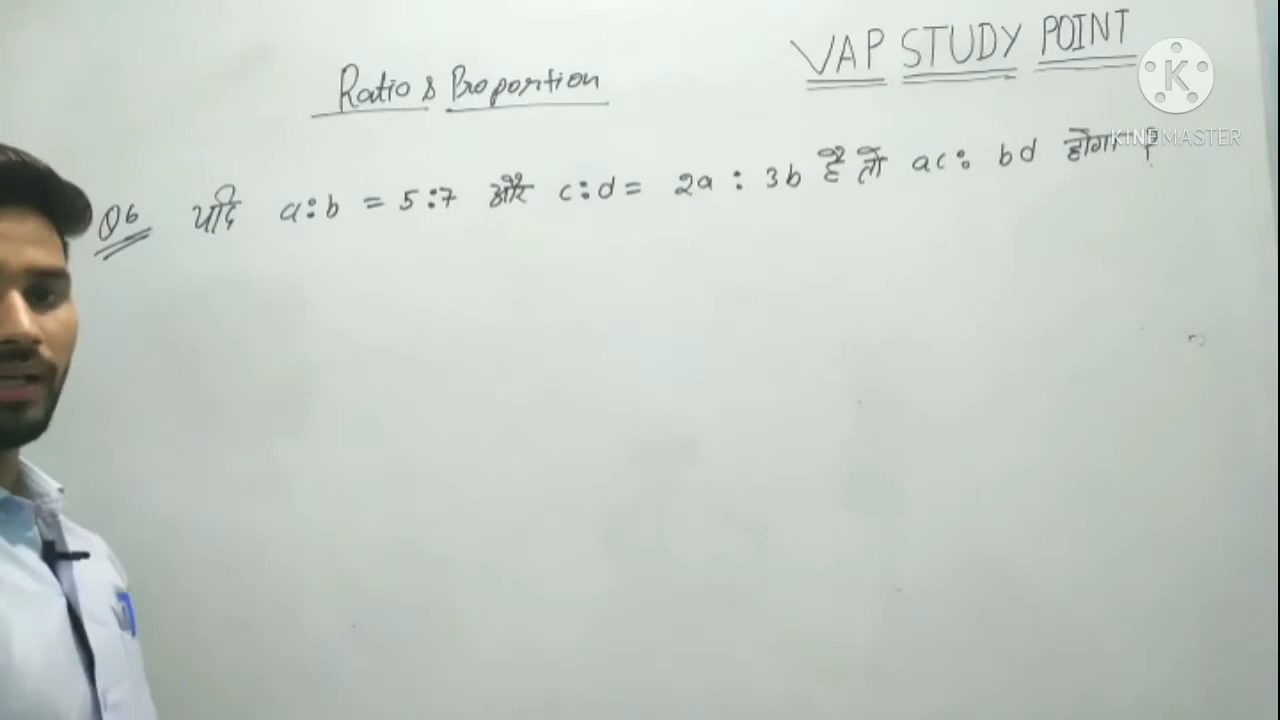 VAP STUDY POINT
Ratio & Proportion
K
KINEMASTER
Q6 यदि a:b = 5:7 और c:d = 2a : 3b है तो ac: bd होगा ?